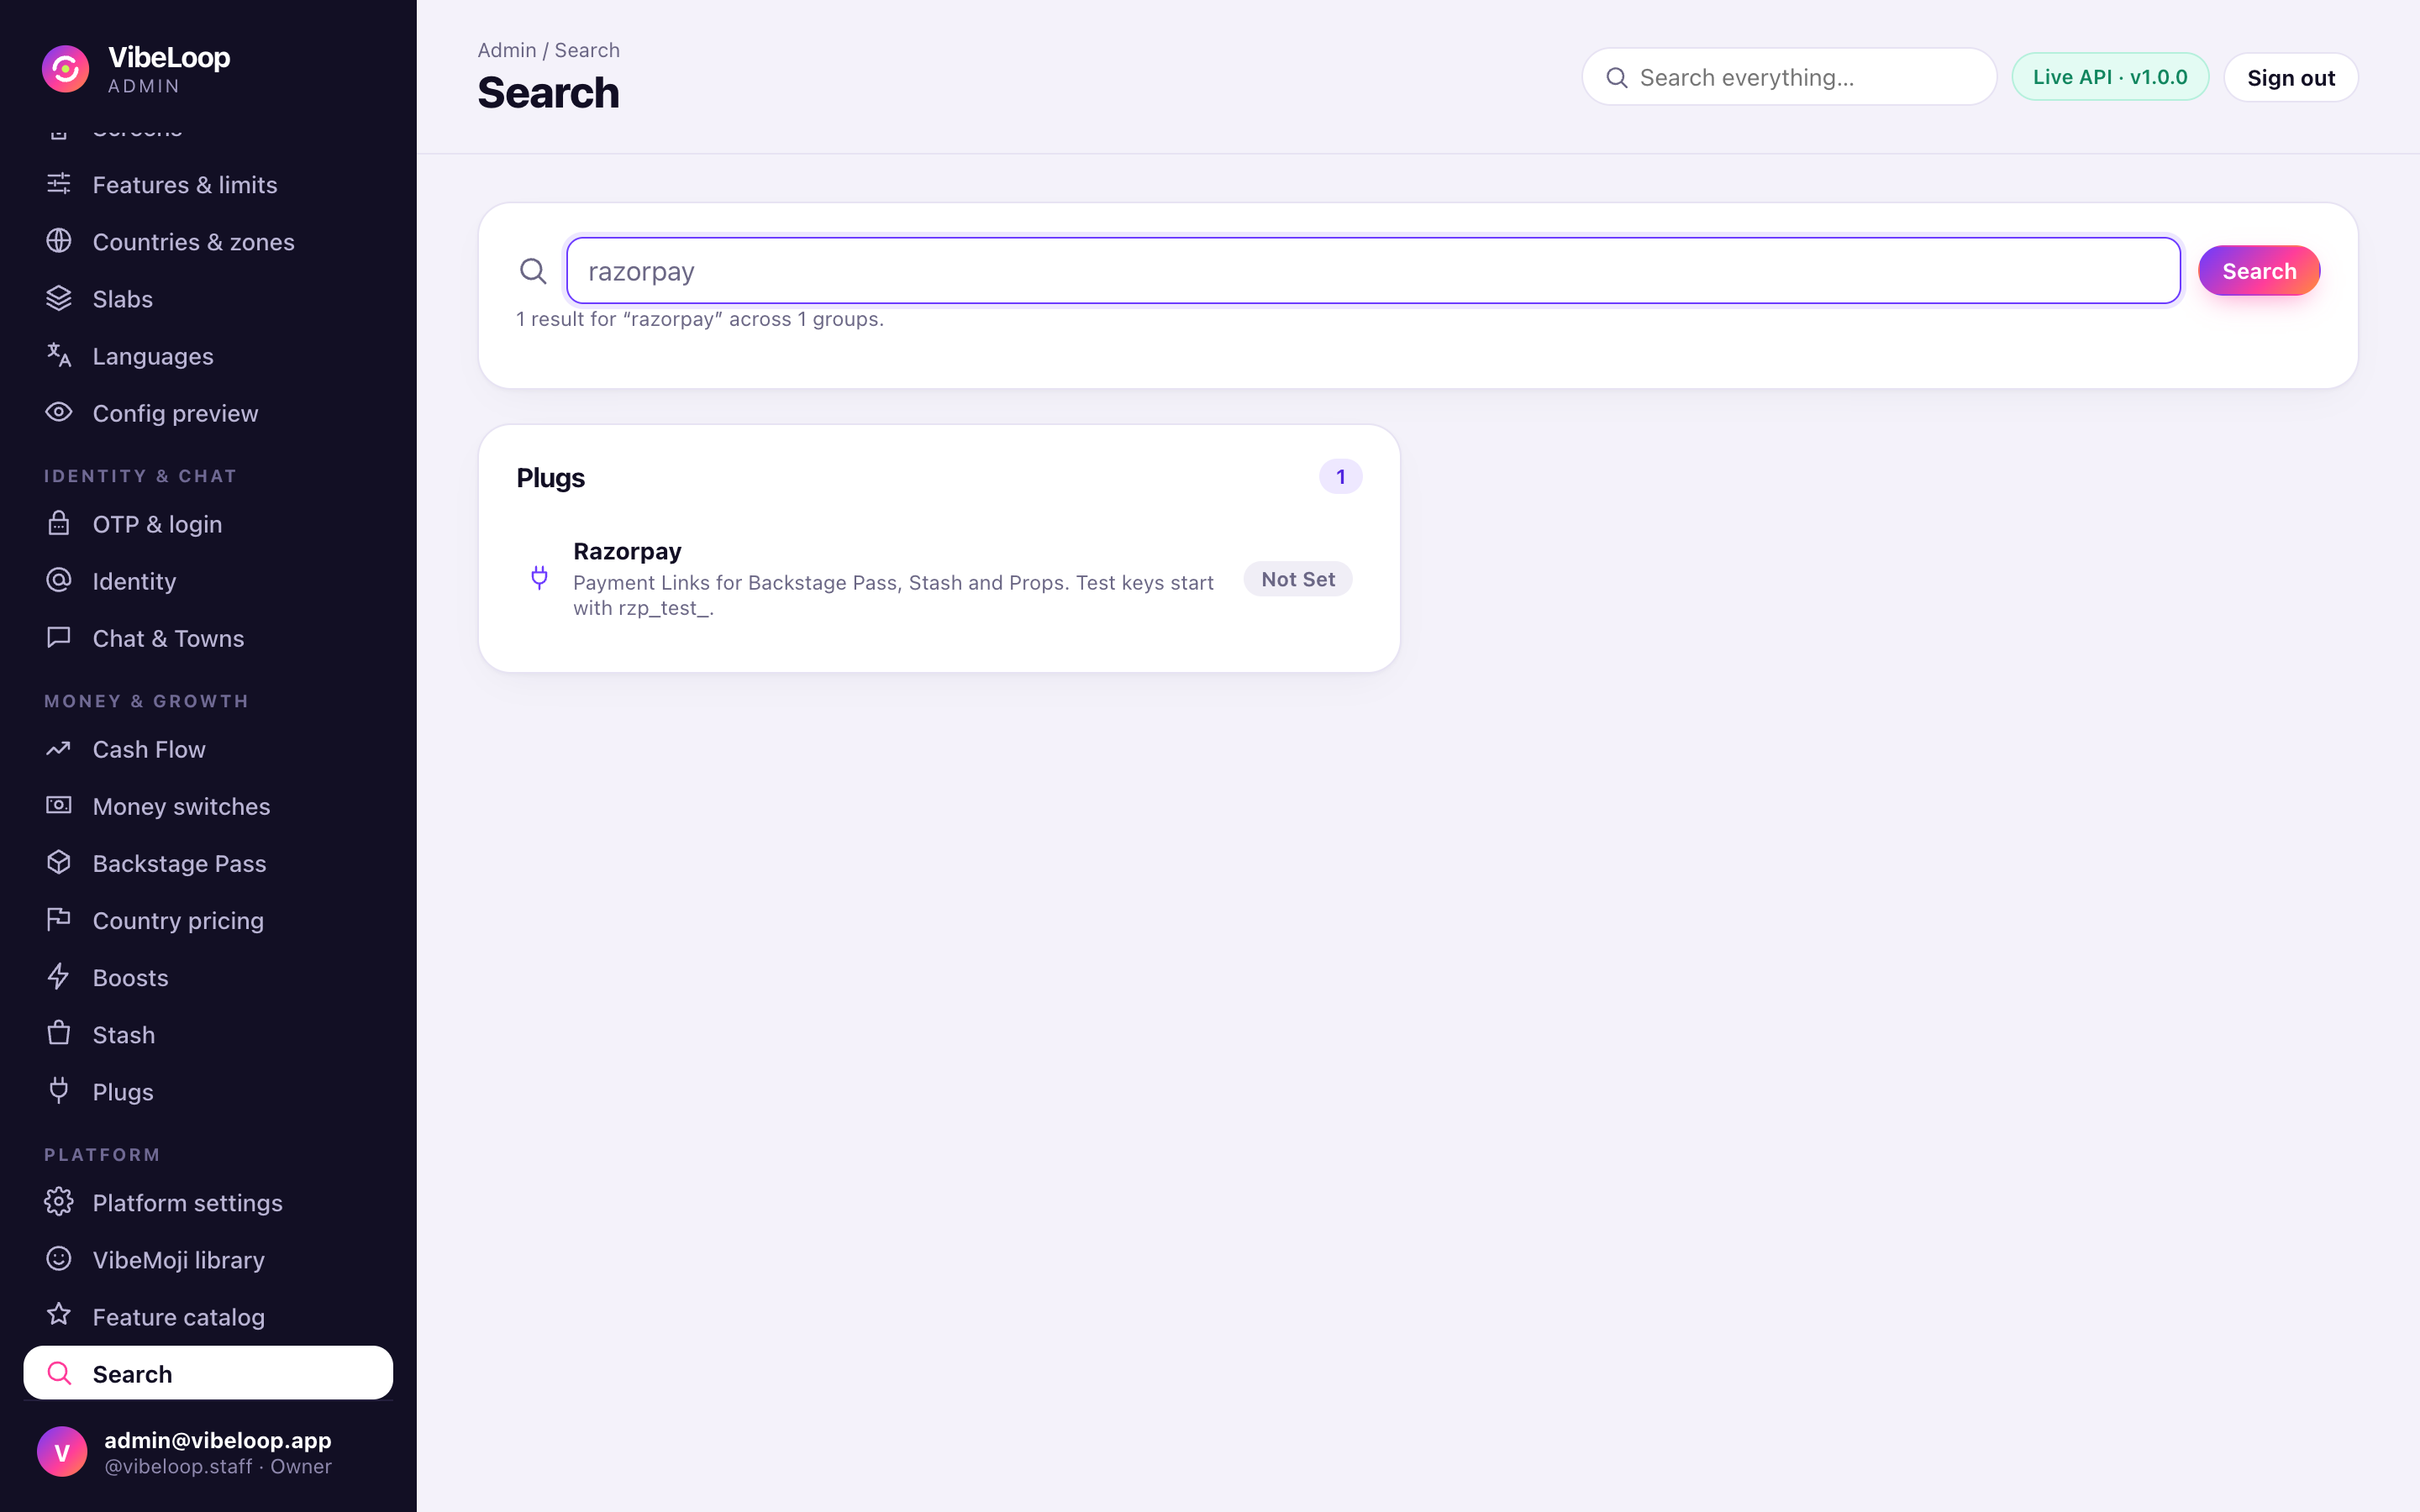 VibeLoop
ADMIN
Screens
Features & limits
Countries & zones
Slabs
Languages
Config preview
IDENTITY & CHAT
OTP & login
Identity
Chat & Towns
MONEY & GROWTH
Cash Flow
Money switches
Backstage Pass
Country pricing
Boosts
Stash
Plugs
PLATFORM
Platform settings
VibeMoji library
Feature catalog
Search
V
admin@vibeloop.app
@vibeloop.staff · Owner
Admin / Search
Search
Search everything...
Live API · v1.0.0
Sign out
razorpay
Search
1 result for “razorpay” across 1 groups.
Plugs
1
Razorpay
Payment Links for Backstage Pass, Stash and Props. Test keys start
with rzp_test_.
Not Set